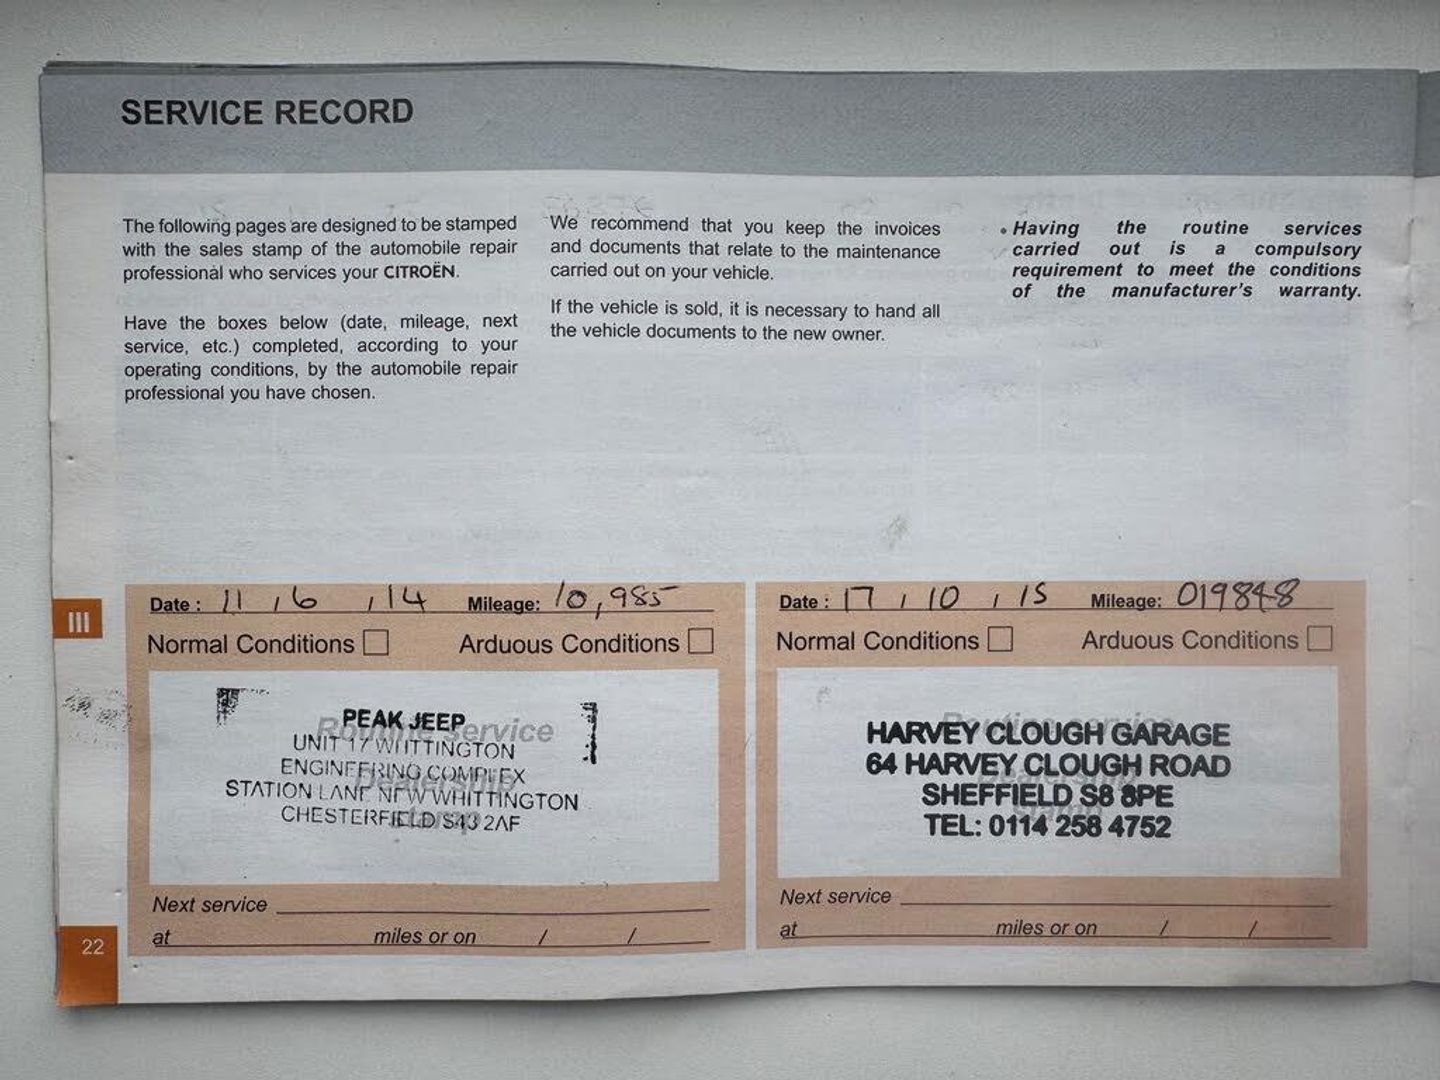 SERVICE RECORD
The following pages are designed to be stamped
with the sales stamp of the automobile repair
professional who services your CITROËN.
Have the boxes below (date, mileage, next
service, etc.) completed, according to your
operating conditions, by the automobile repair
professional you have chosen.
We recommend that you keep the invoices
and documents that relate to the maintenance
carried out on your vehicle.
If the vehicle is sold, it is necessary to hand all
the vehicle documents to the new owner.
• Having the routine services
carried out is a compulsory
requirement to meet the conditions
of the manufacturer's warranty.
III
Date : 11 / 6 / 14 Mileage: 10,985
Normal Conditions Arduous Conditions
Routine service
Dealership
stamp
PEAK JEEP
UNIT 17 WHITTINGTON
ENGINEERING COMPLEX
STATION LANE NEW WHITTINGTON
CHESTERFIELD S43 2AF
Next service
at miles or on / /
Date : 17 / 10 / 15 Mileage: 019848
Normal Conditions Arduous Conditions
Routine service
Dealership
stamp
HARVEY CLOUGH GARAGE
64 HARVEY CLOUGH ROAD
SHEFFIELD S8 8PE
TEL: 0114 258 4752
Next service
at miles or on / /
22